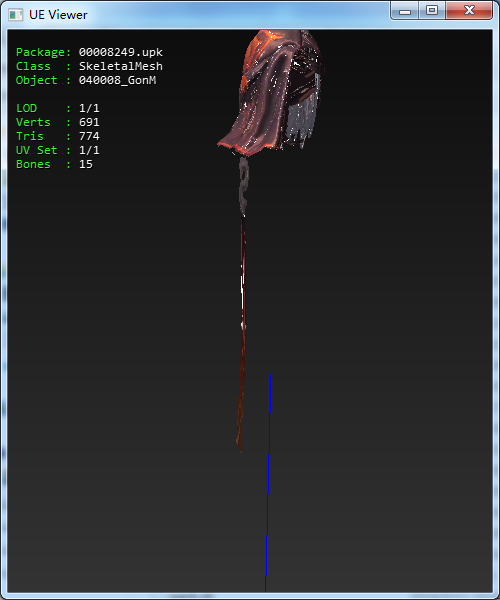 UE Viewer
Package: 00008249.upk
Class  : SkeletalMesh
Object : 040008_GonM
LOD    : 1/1
Verts  : 691
Tris   : 774
UV Set : 1/1
Bones  : 15